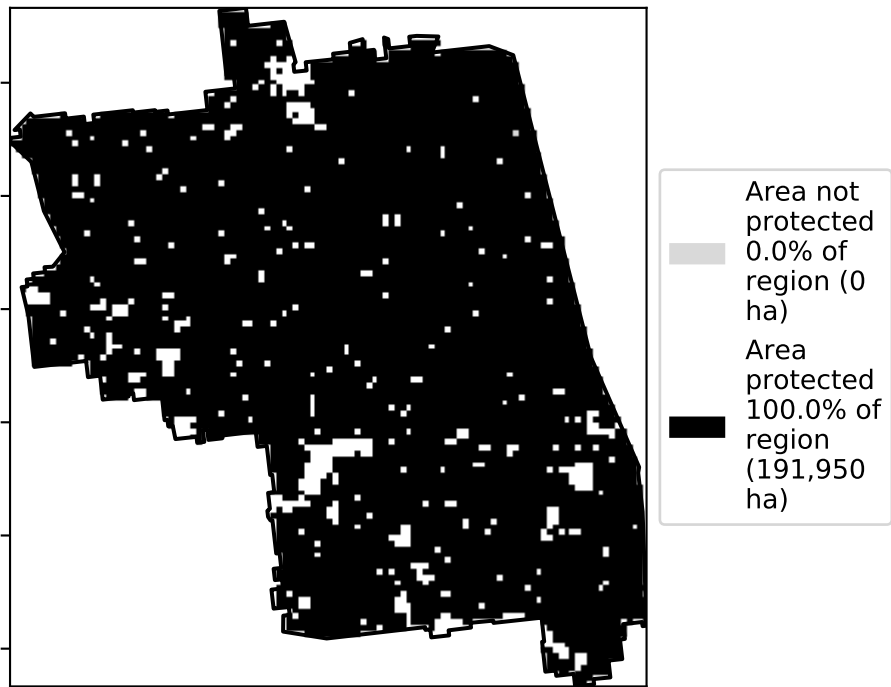 Area not
protected
0.0% of
region (0
ha)
Area
protected
100.0% of
region
(191,950
ha)